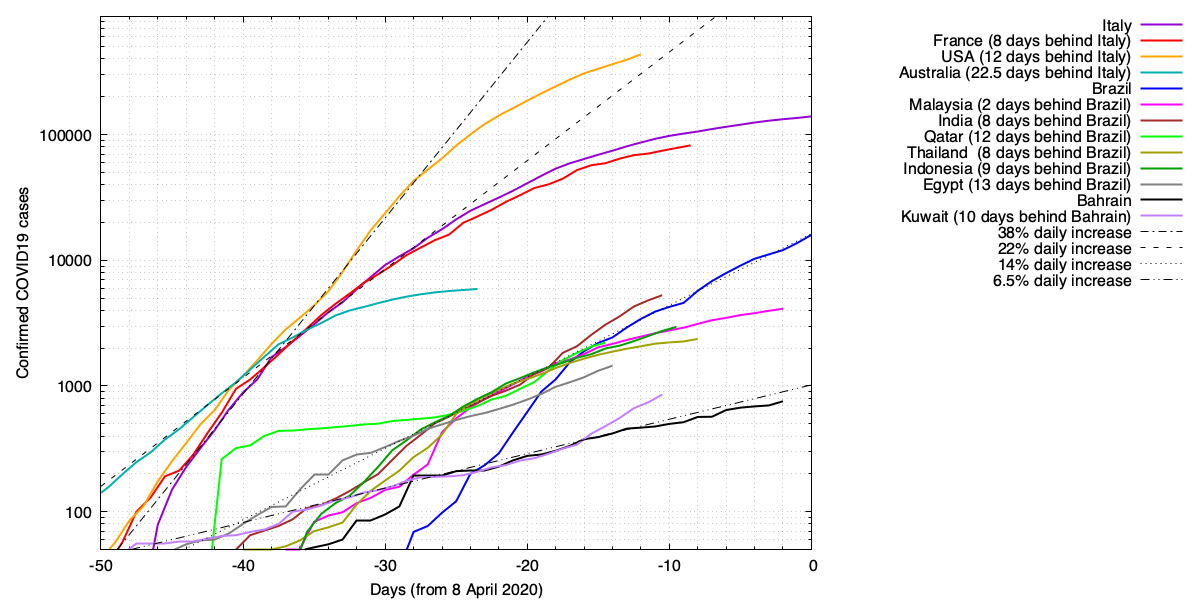 Italy
France (8 days behind Italy)
USA (12 days behind Italy)
Australia (22.5 days behind Italy)
Brazil
Malaysia (2 days behind Brazil)
India (8 days behind Brazil)
Qatar (12 days behind Brazil)
Thailand  (8 days behind Brazil)
Indonesia (9 days behind Brazil)
Egypt (13 days behind Brazil)
Bahrain
Kuwait (10 days behind Bahrain)
38% daily increase
22% daily increase
14% daily increase
6.5% daily increase
Confirmed COVID19 cases
100000
10000
1000
100
-50 -40 -30 -20 -10 0
Days (from 8 April 2020)